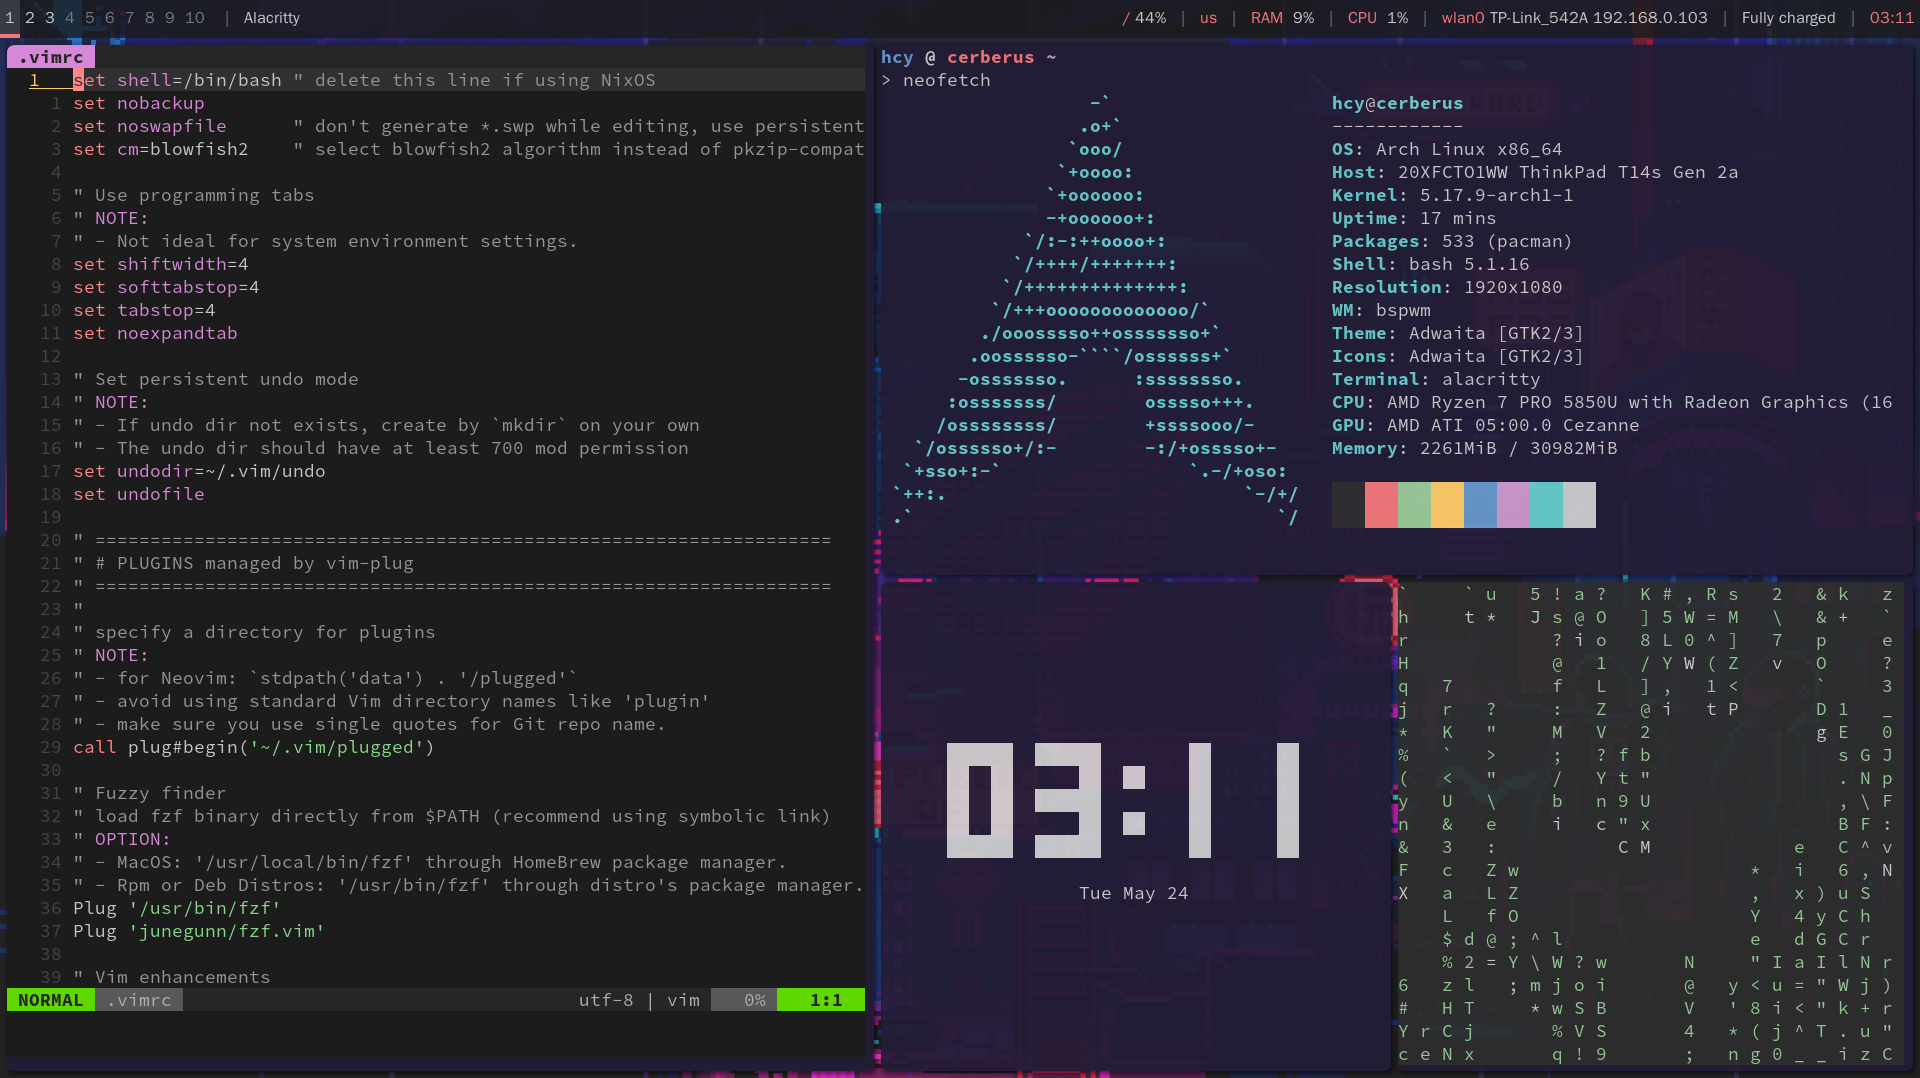 1 2 3 4 5 6 7 8 9 10 | Alacritty / 44% | us | RAM 9% | CPU 1% | wlan0 TP-Link_542A 192.168.0.103 | Fully charged | 03:11
.vimrc
1 set shell=/bin/bash " delete this line if using NixOS
1 set nobackup
2 set noswapfile " don't generate *.swp while editing, use persistent
3 set cm=blowfish2 " select blowfish2 algorithm instead of pkzip-compat
4
5 " Use programming tabs
6 " NOTE:
7 " - Not ideal for system environment settings.
8 set shiftwidth=4
9 set softtabstop=4
10 set tabstop=4
11 set noexpandtab
12
13 " Set persistent undo mode
14 " NOTE:
15 " - If undo dir not exists, create by `mkdir` on your own
16 " - The undo dir should have at least 700 mod permission
17 set undodir=~/.vim/undo
18 set undofile
19
20 " ===================================================================
21 " # PLUGINS managed by vim-plug
22 " ===================================================================
23 "
24 " specify a directory for plugins
25 " NOTE:
26 " - for Neovim: `stdpath('data') . '/plugged'`
27 " - avoid using standard Vim directory names like 'plugin'
28 " - make sure you use single quotes for Git repo name.
29 call plug#begin('~/.vim/plugged')
30
31 " Fuzzy finder
32 " load fzf binary directly from $PATH (recommend using symbolic link)
33 " OPTION:
34 " - MacOS: '/usr/local/bin/fzf' through HomeBrew package manager.
35 " - Rpm or Deb Distros: '/usr/bin/fzf' through distro's package manager.
36 Plug '/usr/bin/fzf'
37 Plug 'junegunn/fzf.vim'
38
39 " Vim enhancements
NORMAL .vimrc utf-8 | vim 0% 1:1
hcy @ cerberus ~
> neofetch
hcy@cerberus
------------
OS: Arch Linux x86_64
Host: 20XFCTO1WW ThinkPad T14s Gen 2a
Kernel: 5.17.9-arch1-1
Uptime: 17 mins
Packages: 533 (pacman)
Shell: bash 5.1.16
Resolution: 1920x1080
WM: bspwm
Theme: Adwaita [GTK2/3]
Icons: Adwaita [GTK2/3]
Terminal: alacritty
CPU: AMD Ryzen 7 PRO 5850U with Radeon Graphics (16
GPU: AMD ATI 05:00.0 Cezanne
Memory: 2261MiB / 30982MiB
03:11
Tue May 24